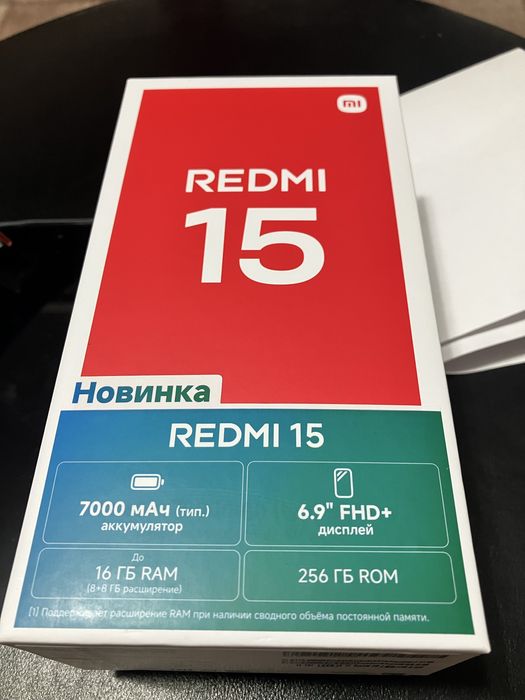 mi
REDMI
15
Новинка
REDMI 15
7000 мАч (тип.)
аккумулятор
6.9" FHD+
дисплей
До
16 ГБ RAM
(8+8 ГБ расширение)
256 ГБ ROM
[1] Поддерживает расширение RAM при наличии сводного объёма постоянной памяти.